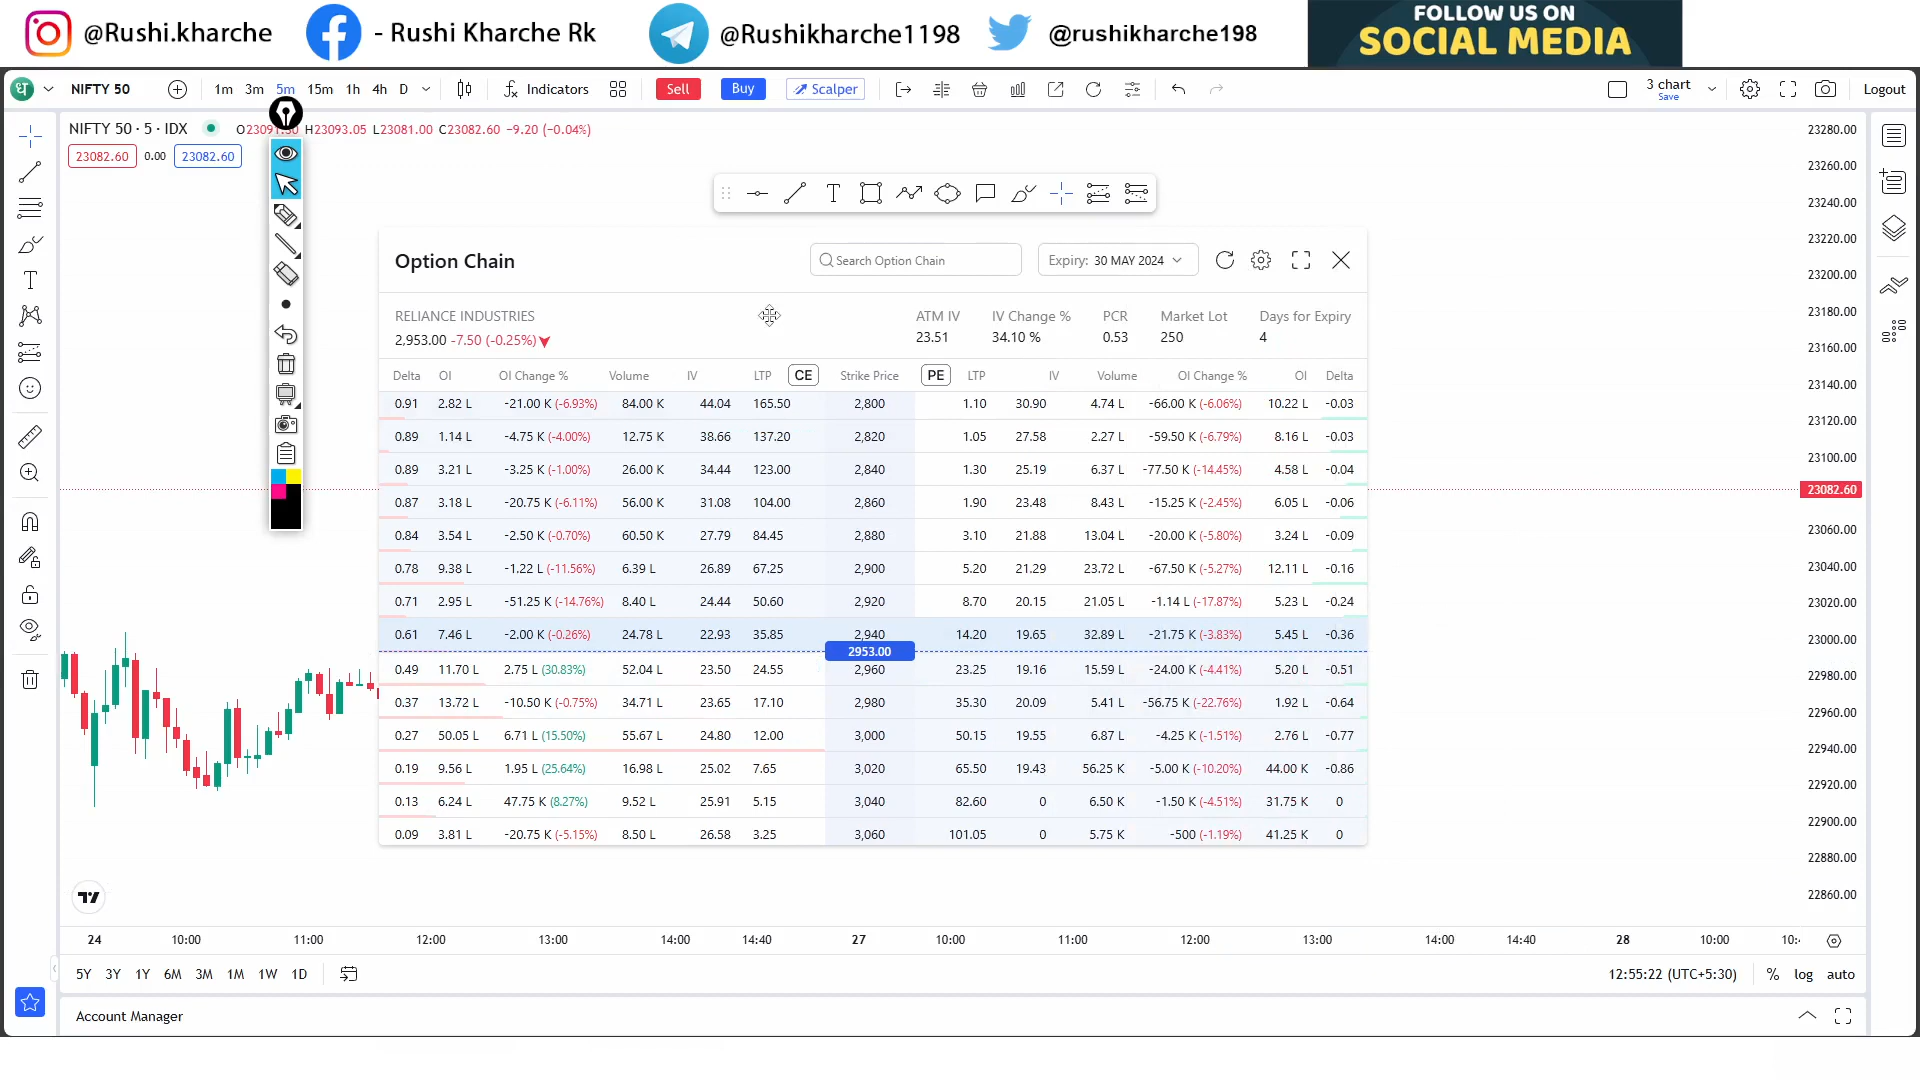 @Rushi.kharche - Rushi Kharche Rk @Rushikharche1198 @rushikharche198 FOLLOW US ON
SOCIAL MEDIA
धं NIFTY 50 1m 3m 5m 15m 1h 4h D Indicators Sell Buy Scalper 3 chart Logout
Save
NIFTY 50 · 5 · IDX O23091.30 H23093.05 L23081.00 C23082.60 −9.20 (−0.04%)
23082.60 0.00 23082.60
23280.00
23260.00
23240.00
23220.00
23200.00
23180.00
23160.00
23140.00
23120.00
23100.00
23082.60
23060.00
23040.00
23020.00
23000.00
22980.00
22960.00
22940.00
22920.00
22900.00
22880.00
22860.00
Option Chain Search Option Chain Expiry: 30 MAY 2024
RELIANCE INDUSTRIES ATM IV IV Change % PCR Market Lot Days for Expiry
2,953.00 -7.50 (-0.25%) 23.51 34.10 % 0.53 250 4
Delta OI OI Change % Volume IV LTP CE Strike Price PE LTP IV Volume OI Change % OI Delta
0.91 2.82 L -21.00 K (-6.93%) 84.00 K 44.04 165.50 2,800 1.10 30.90 4.74 L -66.00 K (-6.06%) 10.22 L -0.03
0.89 1.14 L -4.75 K (-4.00%) 12.75 K 38.66 137.20 2,820 1.05 27.58 2.27 L -59.50 K (-6.79%) 8.16 L -0.03
0.89 3.21 L -3.25 K (-1.00%) 26.00 K 34.44 123.00 2,840 1.30 25.19 6.37 L -77.50 K (-14.45%) 4.58 L -0.04
0.87 3.18 L -20.75 K (-6.11%) 56.00 K 31.08 104.00 2,860 1.90 23.48 8.43 L -15.25 K (-2.45%) 6.05 L -0.06
0.84 3.54 L -2.50 K (-0.70%) 60.50 K 27.79 84.45 2,880 3.10 21.88 13.04 L -20.00 K (-5.80%) 3.24 L -0.09
0.78 9.38 L -1.22 L (-11.56%) 6.39 L 26.89 67.25 2,900 5.20 21.29 23.72 L -67.50 K (-5.27%) 12.11 L -0.16
0.71 2.95 L -51.25 K (-14.76%) 8.40 L 24.44 50.60 2,920 8.70 20.15 21.05 L -1.14 L (-17.87%) 5.23 L -0.24
0.61 7.46 L -2.00 K (-0.26%) 24.78 L 22.93 35.85 2,940 14.20 19.65 32.89 L -21.75 K (-3.83%) 5.45 L -0.36
2953.00
0.49 11.70 L 2.75 L (30.83%) 52.04 L 23.50 24.55 2,960 23.25 19.16 15.59 L -24.00 K (-4.41%) 5.20 L -0.51
0.37 13.72 L -10.50 K (-0.75%) 34.71 L 23.65 17.10 2,980 35.30 20.09 5.41 L -56.75 K (-22.76%) 1.92 L -0.64
0.27 50.05 L 6.71 L (15.50%) 55.67 L 24.80 12.00 3,000 50.15 19.55 6.87 L -4.25 K (-1.51%) 2.76 L -0.77
0.19 9.56 L 1.95 L (25.64%) 16.98 L 25.02 7.65 3,020 65.50 19.43 56.25 K -5.00 K (-10.20%) 44.00 K -0.86
0.13 6.24 L 47.75 K (8.27%) 9.52 L 25.91 5.15 3,040 82.60 0 6.50 K -1.50 K (-4.51%) 31.75 K 0
0.09 3.81 L -20.75 K (-5.15%) 8.50 L 26.58 3.25 3,060 101.05 0 5.75 K -500 (-1.19%) 41.25 K 0
24 10:00 11:00 12:00 13:00 14:00 14:40 27 10:00 11:00 12:00 13:00 14:00 14:40 28 10:00
5Y 3Y 1Y 6M 3M 1M 1W 1D 12:55:22 (UTC+5:30) % log auto
Account Manager